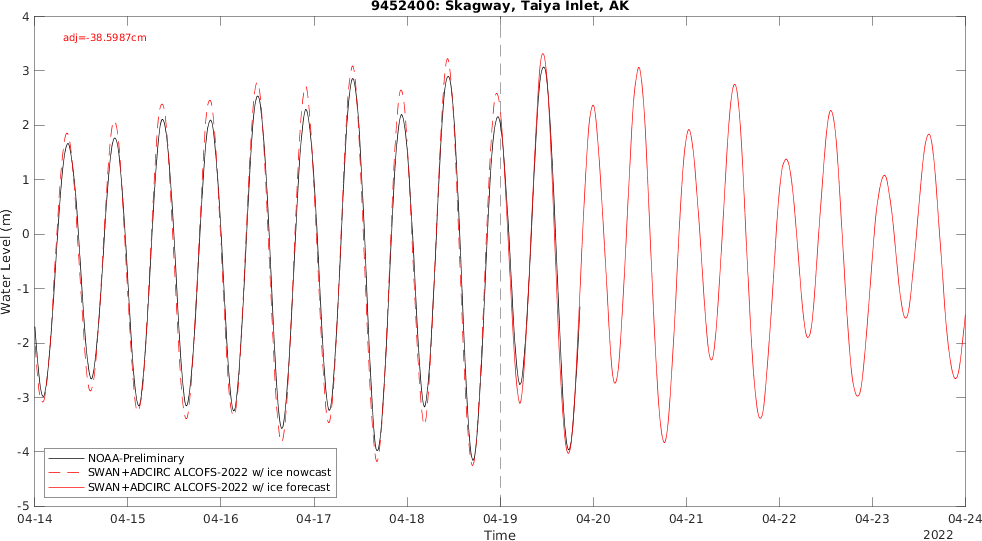 9452400: Skagway, Taiya Inlet, AK
adj=-38.5987cm
4
3
2
1
0
-1
-2
-3
-4
-5
Water Level (m)
NOAA-Preliminary
SWAN+ADCIRC ALCOFS-2022 w/ ice nowcast
SWAN+ADCIRC ALCOFS-2022 w/ ice forecast
04-14 04-15 04-16 04-17 04-18 04-19 04-20 04-21 04-22 04-23 04-24
Time
2022